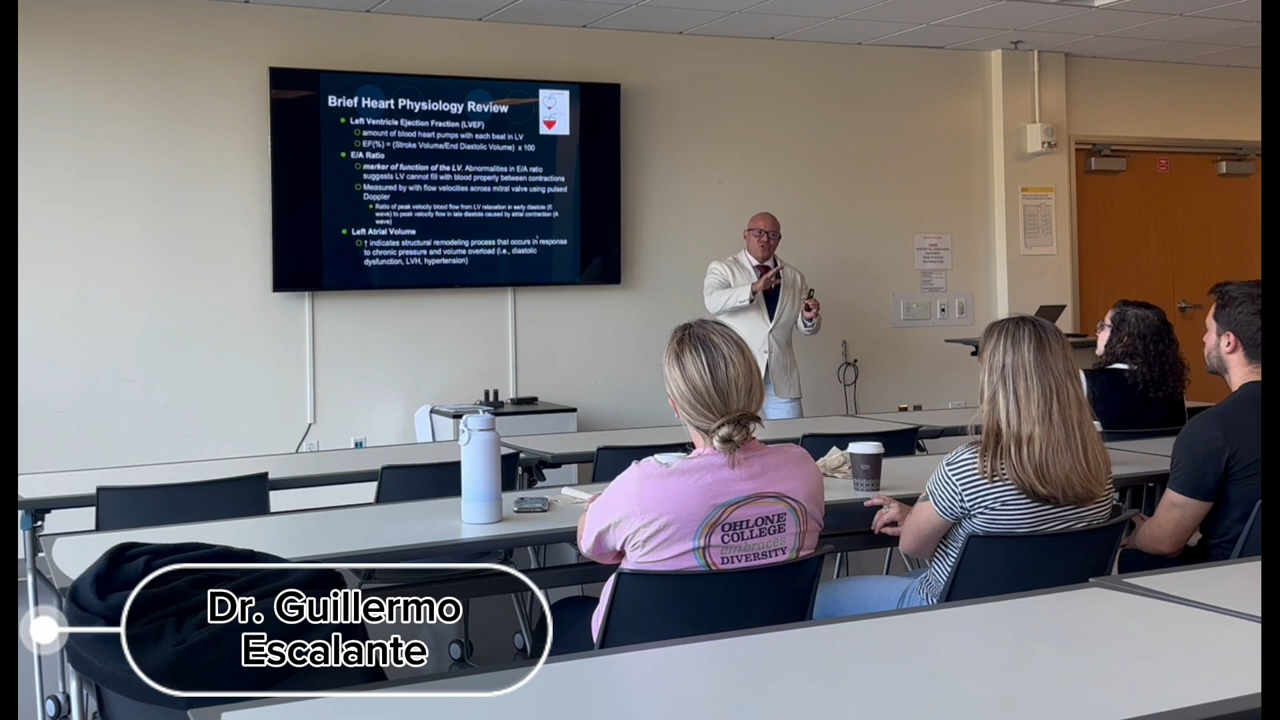 Brief Heart Physiology Review
Left Ventricle Ejection Fraction (LVEF)
amount of blood heart pumps with each beat in LV
EF(%) = (Stroke Volume/End Diastolic Volume) x 100
E/A Ratio
marker of function of the LV. Abnormalities in E/A ratio
suggests LV cannot fill with blood properly between contractions
Measured by with flow velocities across mitral valve using pulsed
Doppler
Ratio of peak velocity blood flow from LV relaxation in early diastole (E
wave) to peak velocity flow in late diastole caused by atrial contraction (A
wave)
Left Atrial Volume
↑ indicates structural remodeling process that occurs in response
to chronic pressure and volume overload (i.e., diastolic
dysfunction, LVH, hypertension)
OHLONE
COLLEGE
embraces
DIVERSITY
Dr. Guillermo
Escalante